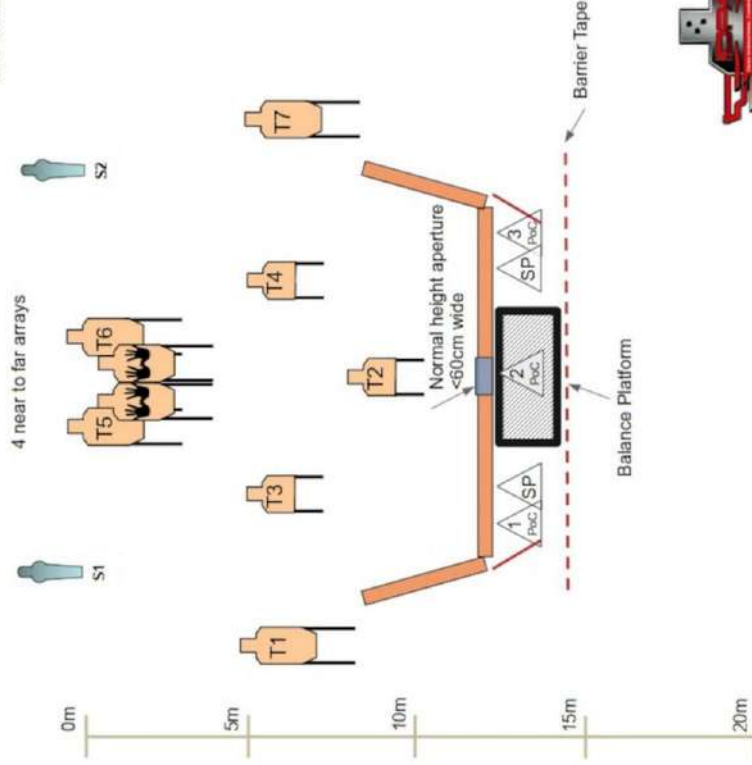 4 near to far arrays
S1
S2
T5
T6
T1
T3
T4
T7
T2
Normal height aperture
<60cm wide
1
PoC
SP
2
PoC
SP
3
PoC
Barrier Tape
Balance Platform
0m
5m
10m
15m
20m